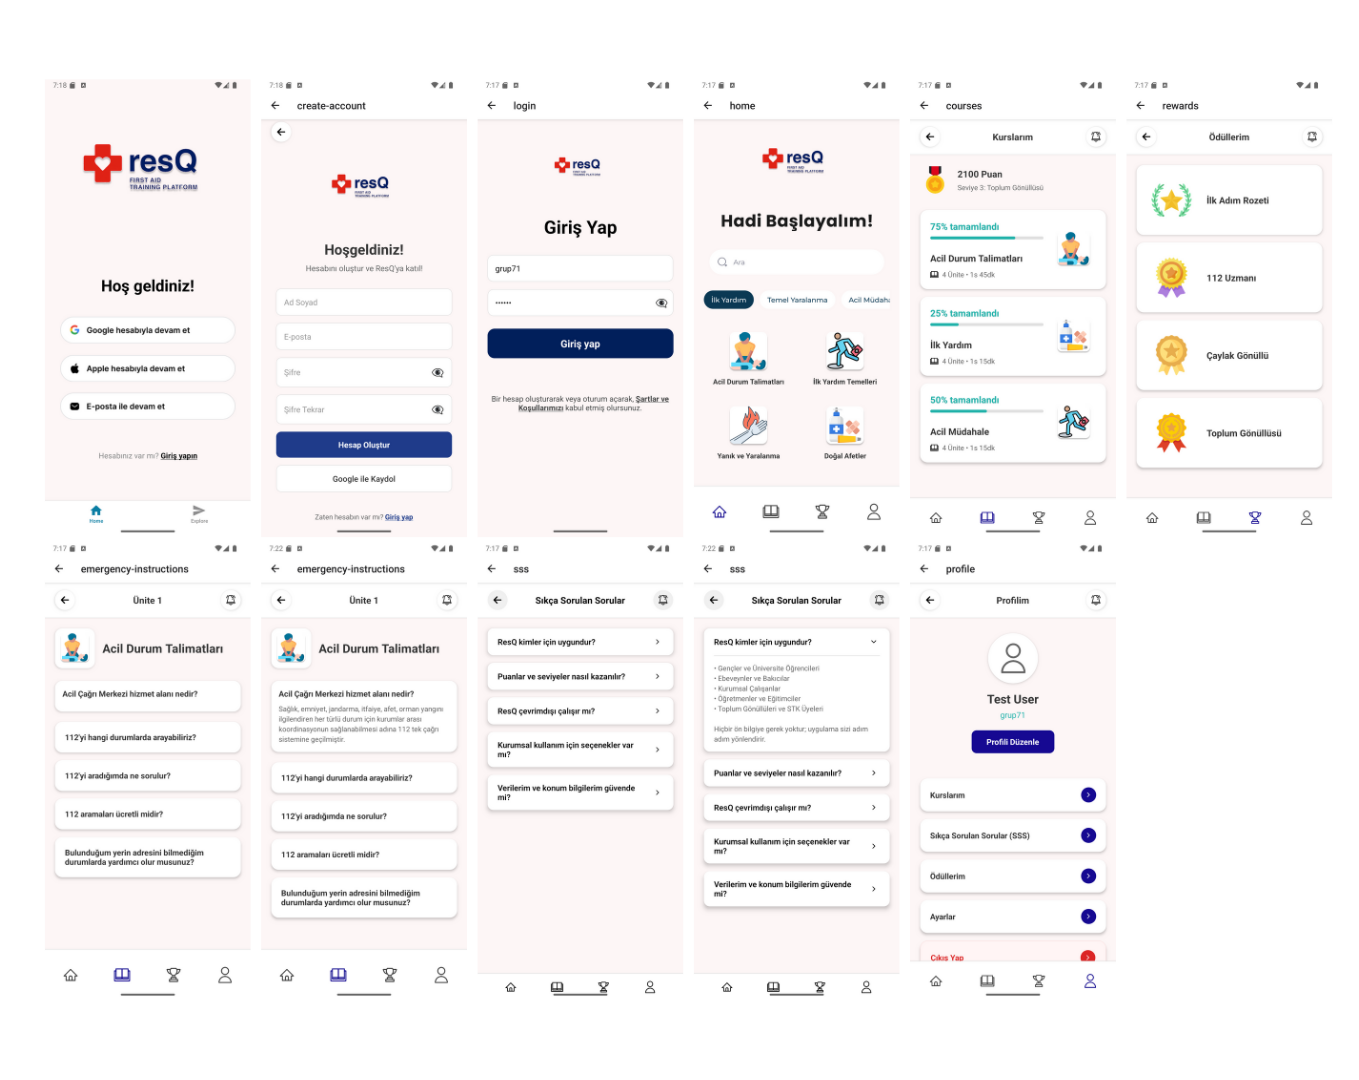 7:18
resQ
FIRST AID
TRAINING PLATFORM
Hoş geldiniz!
Google hesabıyla devam et
Apple hesabıyla devam et
E-posta ile devam et
Hesabınız var mı? Giriş yapın
Home
Explore
7:18
create-account
resQ
FIRST AID
TRAINING PLATFORM
Hoşgeldiniz!
Hesabını oluştur ve ResQ'ya katıl!
Ad Soyad
E-posta
Şifre
Şifre Tekrar
Hesap Oluştur
Google ile Kaydol
Zaten hesabın var mı? Giriş yap
7:17
login
resQ
FIRST AID
TRAINING PLATFORM
Giriş Yap
grup71
••••••
Giriş yap
Bir hesap oluşturarak veya oturum açarak, Şartlar ve
Koşullarımızı kabul etmiş olursunuz.
7:17
home
resQ
FIRST AID
TRAINING PLATFORM
Hadi Başlayalım!
Ara
İlk Yardım
Temel Yaralanma
Acil Müdaha
Acil Durum Talimatları
İlk Yardım Temelleri
Yanık ve Yaralanma
Doğal Afetler
7:17
courses
Kurslarım
2100 Puan
Seviye 3: Toplum Gönüllüsü
75% tamamlandı
Acil Durum Talimatları
4 Ünite • 1s 45dk
25% tamamlandı
İlk Yardım
4 Ünite • 1s 15dk
50% tamamlandı
Acil Müdahale
4 Ünite • 1s 15dk
7:17
rewards
Ödüllerim
İlk Adım Rozeti
112 Uzmanı
Çaylak Gönüllü
Toplum Gönüllüsü
7:17
emergency-instructions
Ünite 1
Acil Durum Talimatları
Acil Çağrı Merkezi hizmet alanı nedir?
112'yi hangi durumlarda arayabiliriz?
112'yi aradığımda ne sorulur?
112 aramaları ücretli midir?
Bulunduğum yerin adresini bilmediğim
durumlarda yardımcı olur musunuz?
7:22
emergency-instructions
Ünite 1
Acil Durum Talimatları
Acil Çağrı Merkezi hizmet alanı nedir?
Sağlık, emniyet, jandarma, itfaiye, afet, orman yangını
ilgilendiren her türlü durum için kurumlar arası
koordinasyonun sağlanabilmesi adına 112 tek çağrı
sistemine geçilmiştir.
112'yi hangi durumlarda arayabiliriz?
112'yi aradığımda ne sorulur?
112 aramaları ücretli midir?
Bulunduğum yerin adresini bilmediğim
durumlarda yardımcı olur musunuz?
7:17
sss
Sıkça Sorulan Sorular
ResQ kimler için uygundur?
Puanlar ve seviyeler nasıl kazanılır?
ResQ çevrimdışı çalışır mı?
Kurumsal kullanım için seçenekler var
mı?
Verilerim ve konum bilgilerim güvende
mi?
7:22
sss
Sıkça Sorulan Sorular
ResQ kimler için uygundur?
• Gençler ve Üniversite Öğrencileri
• Ebeveynler ve Bakıcılar
• Kurumsal Çalışanlar
• Öğretmenler ve Eğitimciler
• Toplum Gönüllüleri ve STK Üyeleri
Hiçbir ön bilgiye gerek yoktur; uygulama sizi adım
adım yönlendirir.
Puanlar ve seviyeler nasıl kazanılır?
ResQ çevrimdışı çalışır mı?
Kurumsal kullanım için seçenekler var
mı?
Verilerim ve konum bilgilerim güvende
mi?
7:17
profile
Profilim
Test User
grup71
Profili Düzenle
Kurslarım
Sıkça Sorulan Sorular (SSS)
Ödüllerim
Ayarlar
Çıkış Yap